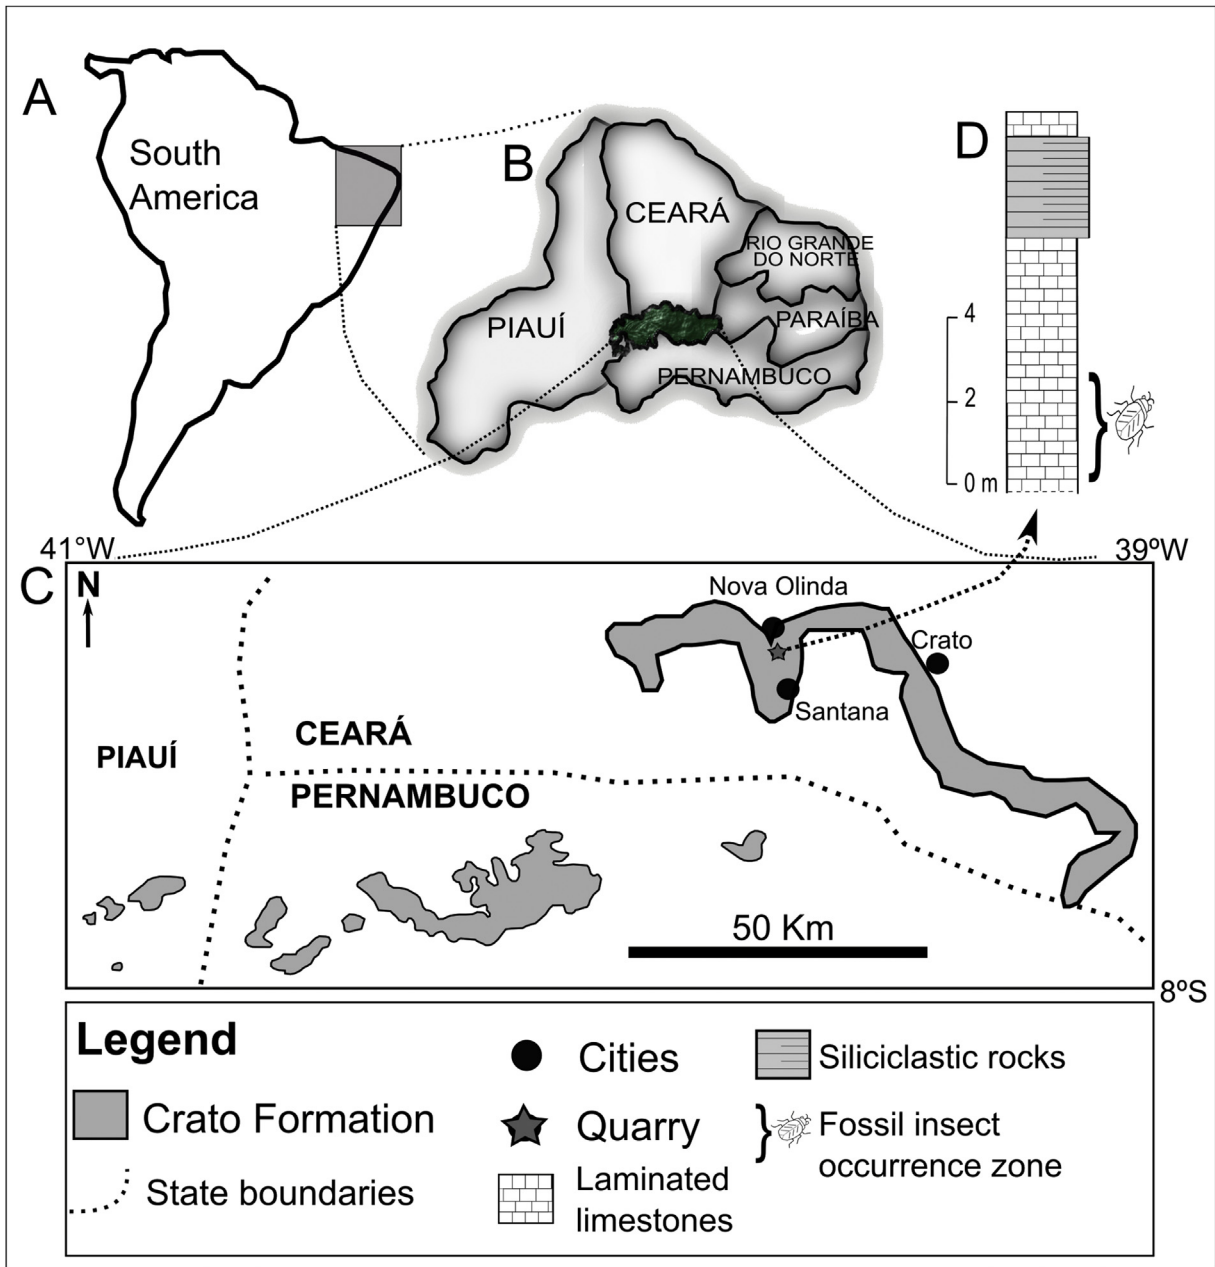 A
South
America
B
CEARÁ
RIO GRANDE
DO NORTE
PIAUÍ
PARAÍBA
PERNAMBUCO
D
4
2
0 m
41°W
39ºW
C
N
Nova Olinda
Crato
Santana
CEARÁ
PIAUÍ
PERNAMBUCO
50 Km
8ºS
Legend
Crato Formation
State boundaries
Cities
Quarry
Laminated
limestones
Siliciclastic rocks
Fossil insect
occurrence zone